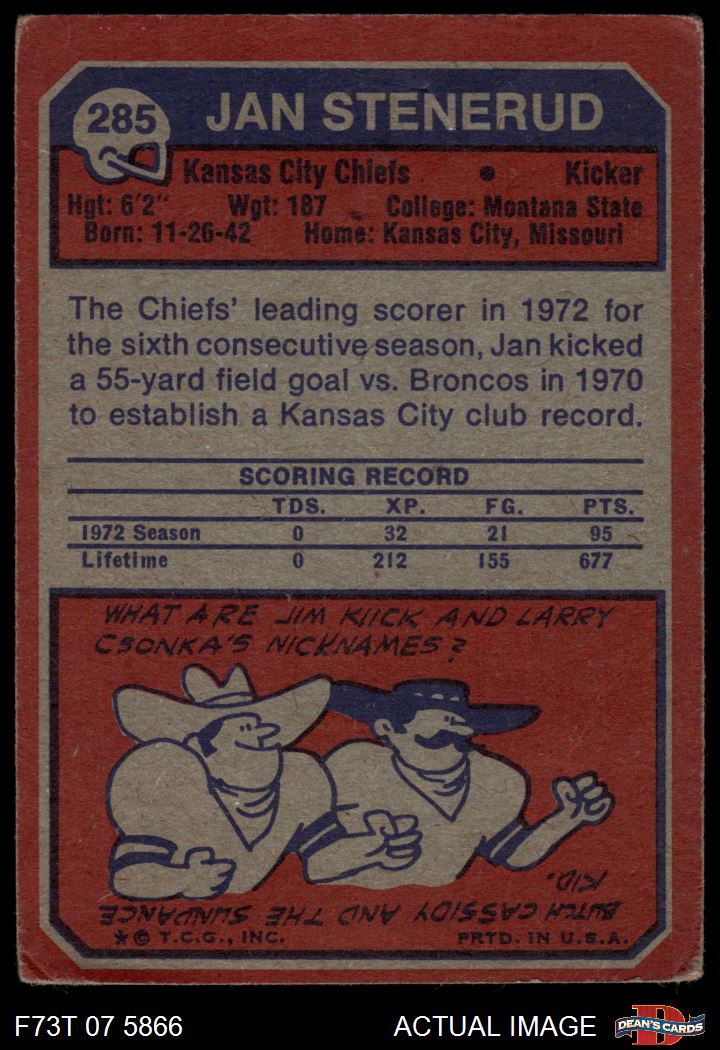 285 JAN STENERUD
Kansas City Chiefs • Kicker
Hgt: 6'2" Wgt: 187 College: Montana State
Born: 11-26-42 Home: Kansas City, Missouri
The Chiefs' leading scorer in 1972 for
the sixth consecutive season, Jan kicked
a 55-yard field goal vs. Broncos in 1970
to establish a Kansas City club record.
SCORING RECORD
TDS. XP. FG. PTS.
1972 Season 0 32 21 95
Lifetime 0 212 155 677
WHAT ARE JIM KIICK AND LARRY
CSONKA'S NICKNAMES?
BUTCH CASSIDY AND THE SUNDANCE
KID.
* © T.C.G., INC. PRTD. IN U.S.A.
F73T 07 5866 ACTUAL IMAGE D DEAN'S CARDS